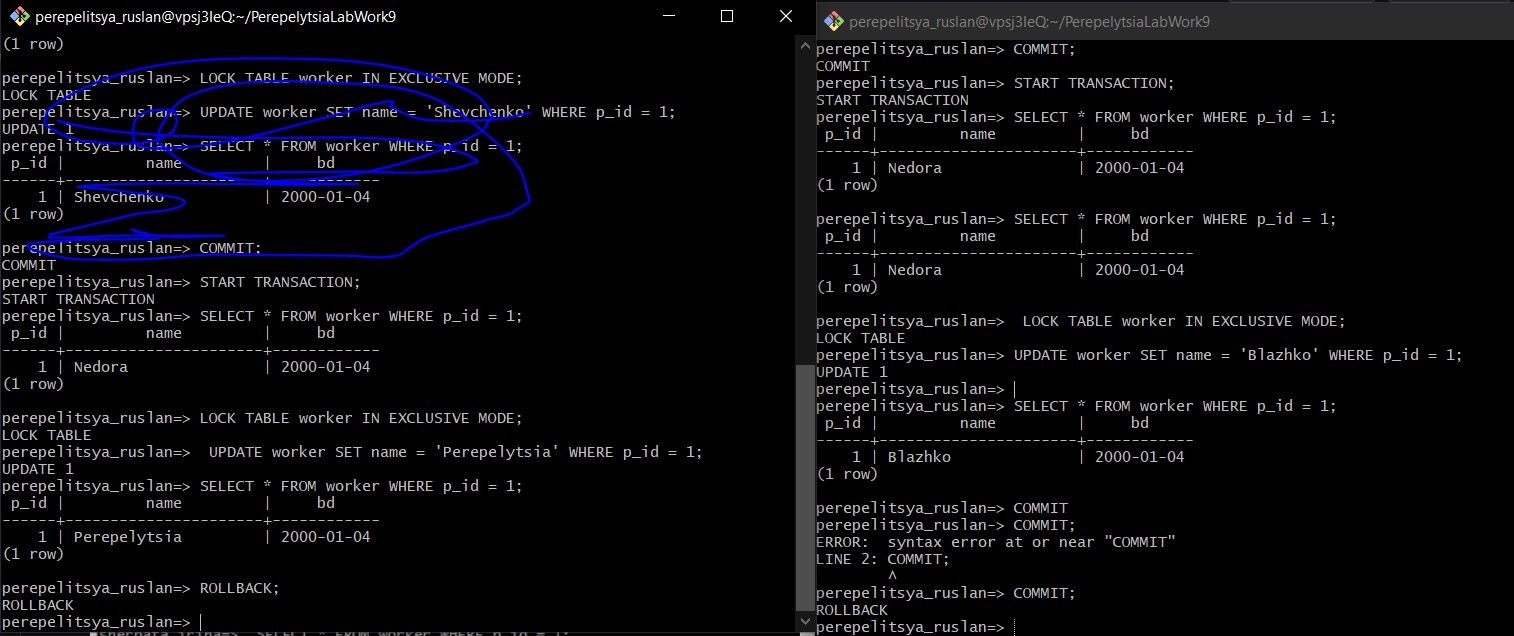 perepelitsya_ruslan@vpsj3IeQ:~/PerepelytsiaLabWork9
(1 row)
perepelitsya_ruslan=> LOCK TABLE worker IN EXCLUSIVE MODE;
LOCK TABLE
perepelitsya_ruslan=> UPDATE worker SET name = 'Shevchenko' WHERE p_id = 1;
UPDATE 1
perepelitsya_ruslan=> SELECT * FROM worker WHERE p_id = 1;
p_id | name | bd
------+----------------------+------------
1 | Shevchenko | 2000-01-04
(1 row)
perepelitsya_ruslan=> COMMIT;
COMMIT
perepelitsya_ruslan=> START TRANSACTION;
START TRANSACTION
perepelitsya_ruslan=> SELECT * FROM worker WHERE p_id = 1;
p_id | name | bd
------+----------------------+------------
1 | Nedora | 2000-01-04
(1 row)
perepelitsya_ruslan=> LOCK TABLE worker IN EXCLUSIVE MODE;
LOCK TABLE
perepelitsya_ruslan=>  UPDATE worker SET name = 'Perepelytsia' WHERE p_id = 1;
UPDATE 1
perepelitsya_ruslan=> SELECT * FROM worker WHERE p_id = 1;
p_id | name | bd
------+----------------------+------------
1 | Perepelytsia | 2000-01-04
(1 row)
perepelitsya_ruslan=> ROLLBACK;
ROLLBACK
perepelitsya_ruslan=>
perepelitsya_ruslan@vpsj3IeQ:~/PerepelytsiaLabWork9
perepelitsya_ruslan=> COMMIT;
COMMIT
perepelitsya_ruslan=> START TRANSACTION;
START TRANSACTION
perepelitsya_ruslan=> SELECT * FROM worker WHERE p_id = 1;
p_id | name | bd
------+----------------------+------------
1 | Nedora | 2000-01-04
(1 row)
perepelitsya_ruslan=> SELECT * FROM worker WHERE p_id = 1;
p_id | name | bd
------+----------------------+------------
1 | Nedora | 2000-01-04
(1 row)
perepelitsya_ruslan=>  LOCK TABLE worker IN EXCLUSIVE MODE;
LOCK TABLE
perepelitsya_ruslan=> UPDATE worker SET name = 'Blazhko' WHERE p_id = 1;
UPDATE 1
perepelitsya_ruslan=>
perepelitsya_ruslan=> SELECT * FROM worker WHERE p_id = 1;
p_id | name | bd
------+----------------------+------------
1 | Blazhko | 2000-01-04
(1 row)
perepelitsya_ruslan=> COMMIT
perepelitsya_ruslan-> COMMIT;
ERROR:  syntax error at or near "COMMIT"
LINE 2: COMMIT;
^
perepelitsya_ruslan=> COMMIT;
ROLLBACK
perepelitsya_ruslan=>